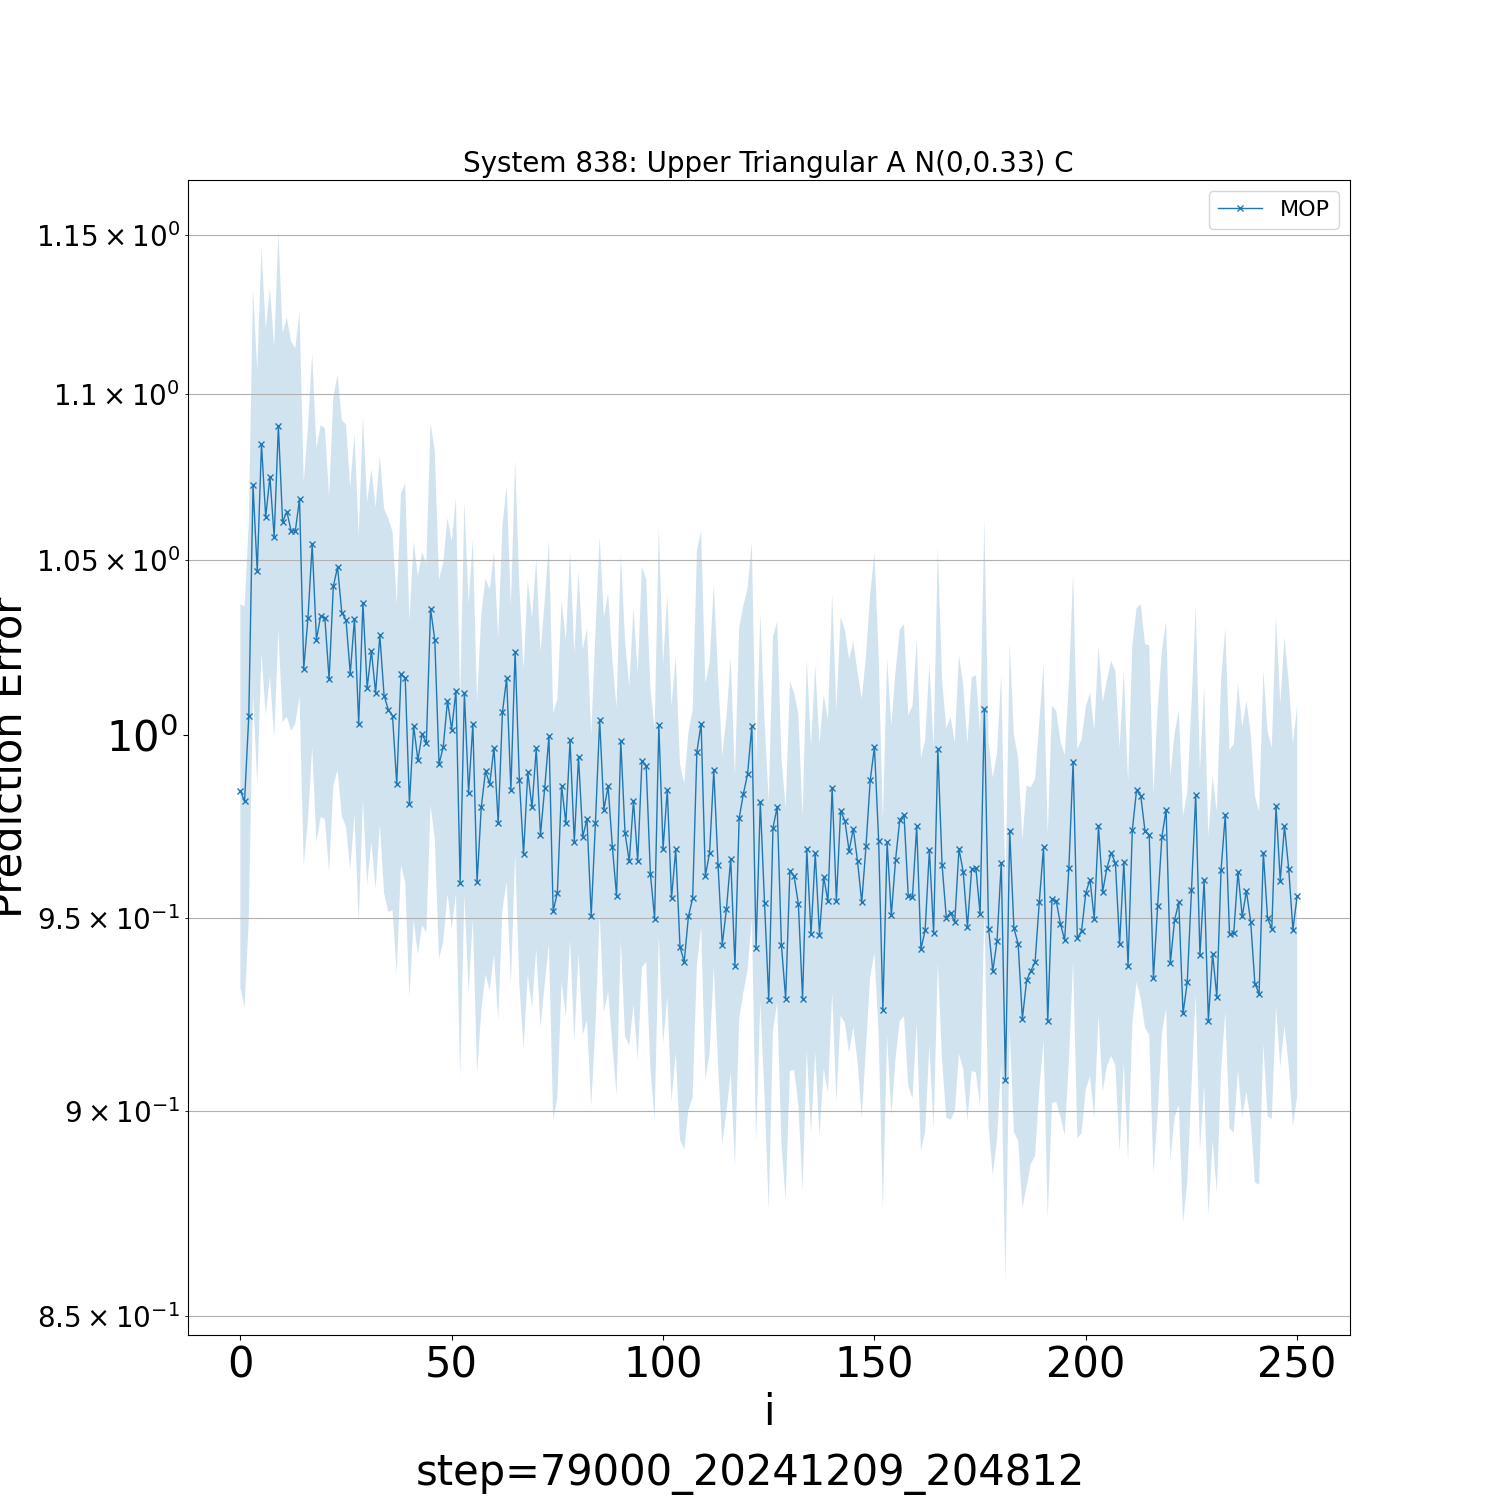 System 838: Upper Triangular A N(0,0.33) C
MOP
1.15 × 10⁰
1.1 × 10⁰
1.05 × 10⁰
10⁰
9.5 × 10⁻¹
9 × 10⁻¹
8.5 × 10⁻¹
Prediction Error
0 50 100 150 200 250
i
step=79000_20241209_204812